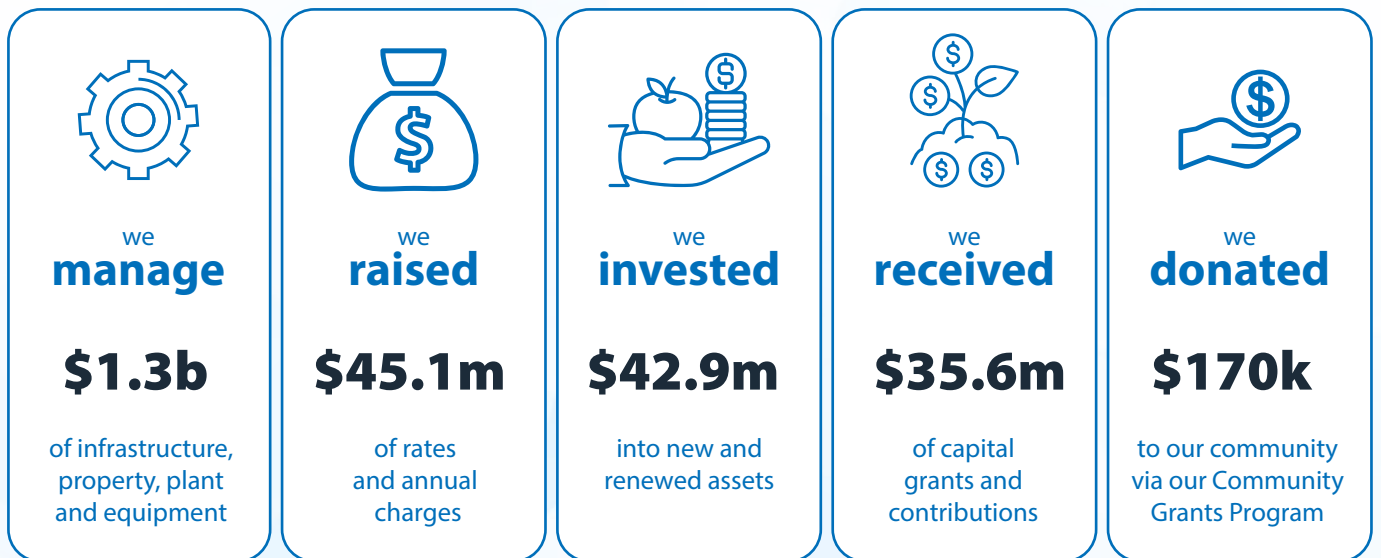 we
manage
$1.3b
of infrastructure,
property, plant
and equipment
we
raised
$45.1m
of rates
and annual
charges
we
invested
$42.9m
into new and
renewed assets
we
received
$35.6m
of capital
grants and
contributions
we
donated
$170k
to our community
via our Community
Grants Program